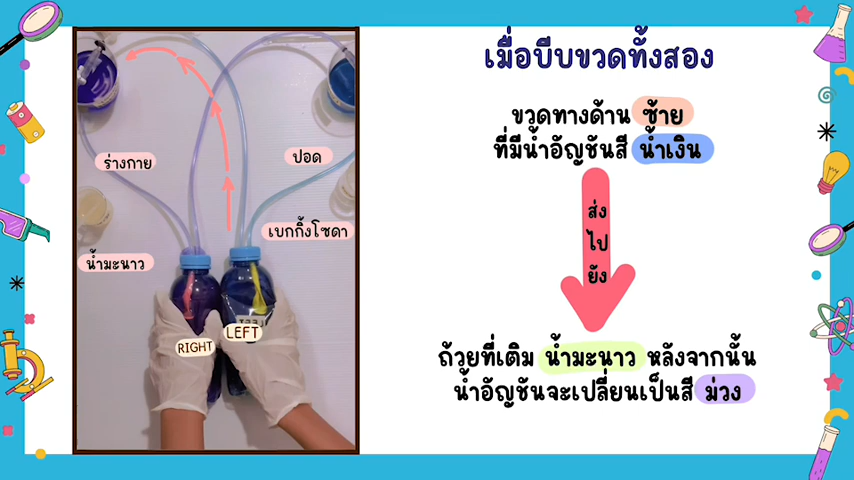 เมื่อบีบขวดทั้งสอง
ขวดทางด้าน ซ้าย
ที่มีน้ำอัญชันสี น้ำเงิน
ส่ง
ไป
ยัง
ถ้วยที่เติม น้ำมะนาว หลังจากนั้น
น้ำอัญชันจะเปลี่ยนเป็นสี ม่วง
ร่างกาย
ปอด
เบกกิ้งโซดา
น้ำมะนาว
RIGHT
LEFT